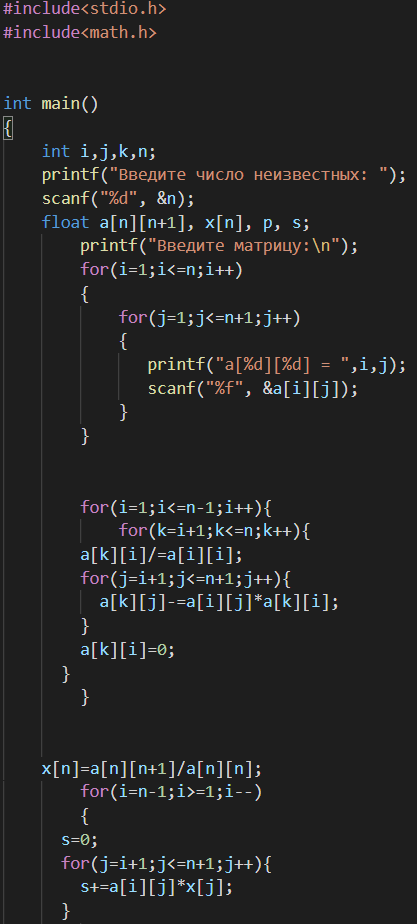 #include<stdio.h>
#include<math.h>
int main()
{
int i,j,k,n;
printf("Введите число неизвестных: ");
scanf("%d", &n);
float a[n][n+1], x[n], p, s;
printf("Введите матрицу:\n");
for(i=1;i<=n;i++)
{
for(j=1;j<=n+1;j++)
{
printf("a[%d][%d] = ",i,j);
scanf("%f", &a[i][j]);
}
}
for(i=1;i<=n-1;i++){
for(k=i+1;k<=n;k++){
a[k][i]/=a[i][i];
for(j=i+1;j<=n+1;j++){
a[k][j]-=a[i][j]*a[k][i];
}
a[k][i]=0;
}
}
x[n]=a[n][n+1]/a[n][n];
for(i=n-1;i>=1;i--)
{
s=0;
for(j=i+1;j<=n+1;j++){
s+=a[i][j]*x[j];
}